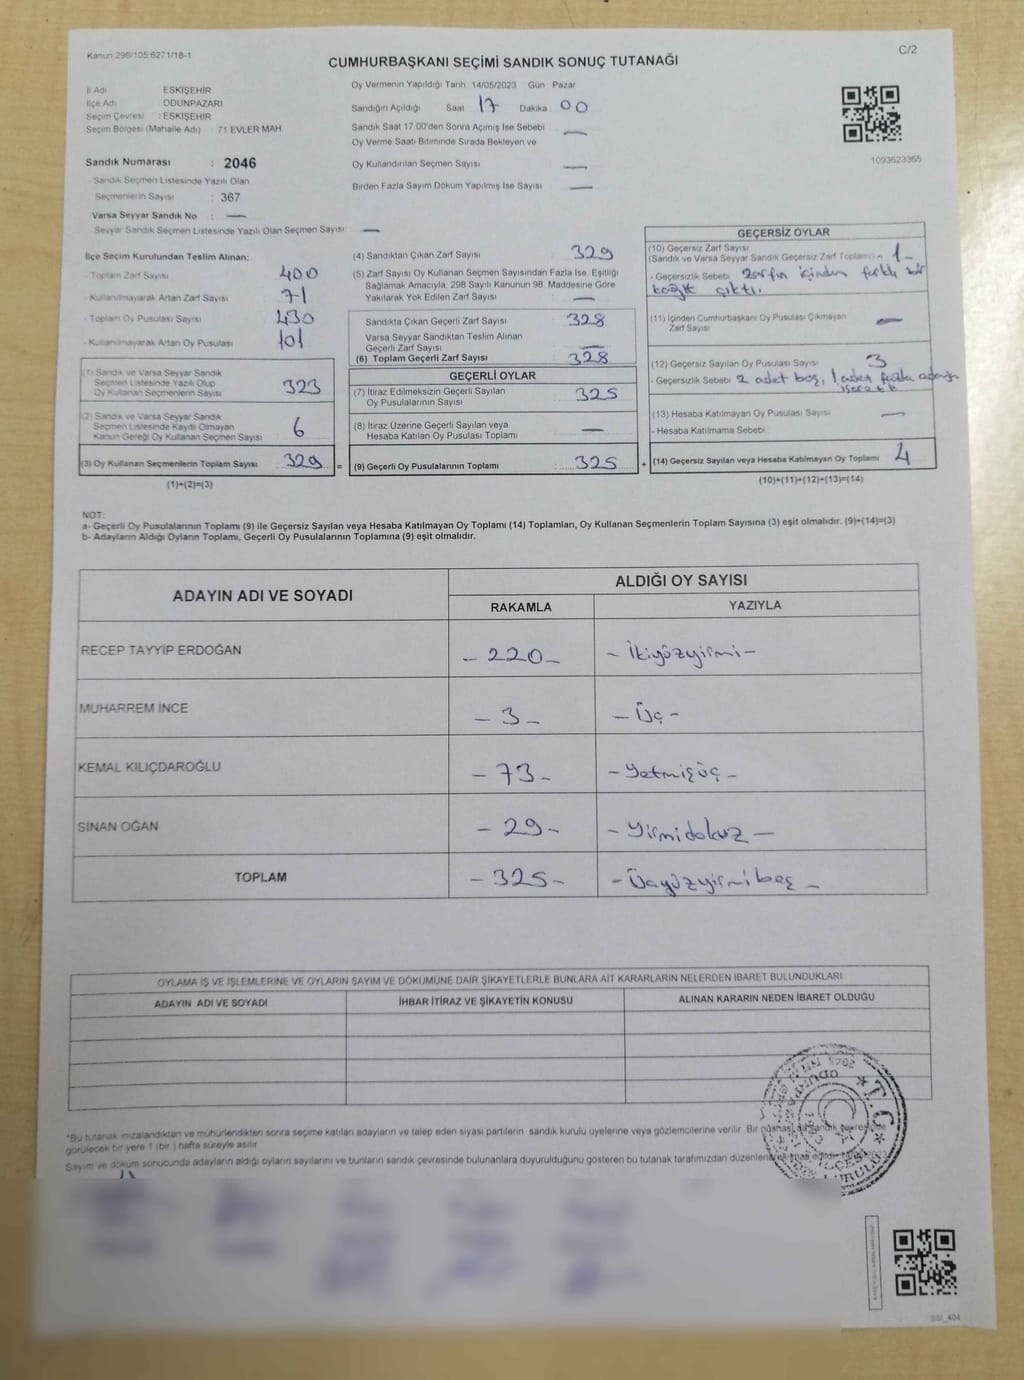 Kanun 298/105 6271/18-1
C/2
CUMHURBAŞKANI SEÇİMİ SANDIK SONUÇ TUTANAĞI
İl Adı ESKİŞEHİR
İlçe Adı ODUNPAZARI
Seçim Çevresi : ESKİŞEHİR
Seçim Bölgesi (Mahalle Adı) : 71 EVLER MAH
Sandık Numarası : 2046
- Sandık Seçmen Listesinde Yazılı Olan
Seçmenlerin Sayısı : 367
Varsa Seyyar Sandık No : —
- Seyyar Sandık Seçmen Listesinde Yazılı Olan Seçmen Sayısı —
Oy Vermenin Yapıldığı Tarih 14/05/2023 Gün Pazar
Sandığın Açıldığı Saat 17 Dakika 00
Sandık Saat 17.00'den Sonra Açımış İse Sebebi —
Oy Verme Saati Bitiminde Sırada Bekleyen ve
Oy Kullandırılan Seçmen Sayısı —
Birden Fazla Sayım Döküm Yapılmış İse Sayısı —
1093623365
İlçe Seçim Kurulundan Teslim Alınan;
- Toplam Zarf Sayısı 400
- Kullanılmayarak Artan Zarf Sayısı 71
- Toplam Oy Pusulası Sayısı 430
- Kullanılmayarak Artan Oy Pusulası 101
(1) Sandık ve Varsa Seyyar Sandık
Seçmen Listesinde Yazılı Olup
Oy Kullanan Seçmenlerin Sayısı 323
(2) Sandık ve Varsa Seyyar Sandık
Seçmen Listesinde Kayıtlı Olmayan
Kanun Gereği Oy Kullanan Seçmen Sayısı 6
(3) Oy Kullanan Seçmenlerin Toplam Sayısı 329 =
(1)+(2)=(3)
(4) Sandıktan Çıkan Zarf Sayısı 329
(5) Zarf Sayısı Oy Kullanan Seçmen Sayısından Fazla İse, Eşitliği
Sağlamak Amacıyla, 298 Sayılı Kanunun 98. Maddesine Göre
Yakılarak Yok Edilen Zarf Sayısı —
Sandıkta Çıkan Geçerli Zarf Sayısı 328
Varsa Seyyar Sandıktan Teslim Alınan
Geçerli Zarf Sayısı —
(6) Toplam Geçerli Zarf Sayısı 328
GEÇERLİ OYLAR
(7) İtiraz Edilmeksizin Geçerli Sayılan
Oy Pusulalarının Sayısı 325
(8) İtiraz Üzerine Geçerli Sayılan veya
Hesaba Katılan Oy Pusulası Toplamı —
(9) Geçerli Oy Pusulalarının Toplamı : 325 +
GEÇERSİZ OYLAR
(10) Geçersiz Zarf Sayısı
(Sandık ve Varsa Seyyar Sandık Geçersiz Zarf Toplamı) - 1 -
- Geçersizlik Sebebi Zarfın içinden farklı bir
kağıt çıktı.
(11) İçinden Cumhurbaşkanı Oy Pusulası Çıkmayan
Zarf Sayısı —
(12) Geçersiz Sayılan Oy Pusulası Sayısı 3
- Geçersizlik Sebebi 2 adet boş, 1 adet fazla adaya
(13) Hesaba Katılmayan Oy Pusulası Sayısı —
- Hesaba Katılmama Sebebi
(14) Geçersiz Sayılan veya Hesaba Katılmayan Oy Toplamı 4
(10)+(11)+(12)+(13)=(14)
NOT:
a- Geçerli Oy Pusulalarının Toplamı (9) ile Geçersiz Sayılan veya Hesaba Katılmayan Oy Toplamı (14) Toplamları, Oy Kullanan Seçmenlerin Toplam Sayısına (3) eşit olmalıdır. (9)+(14)=(3)
b- Adayların Aldığı Oyların Toplamı, Geçerli Oy Pusulalarının Toplamına (9) eşit olmalıdır.
ADAYIN ADI VE SOYADI ALDIĞI OY SAYISI
RAKAMLA YAZIYLA
RECEP TAYYİP ERDOĞAN - 220 - - İkiyüzyirmi -
MUHARREM İNCE - 3 - - Üç -
KEMAL KILIÇDAROĞLU - 73 - - Yetmişüç -
SİNAN OĞAN - 29 - - Yirmidokuz -
TOPLAM - 325 - - Üçyüzyirmibeş -
OYLAMA İŞ VE İŞLEMLERİNE VE OYLARIN SAYIM VE DÖKÜMÜNE DAİR ŞİKAYETLERLE BUNLARA AİT KARARLARIN NELERDEN İBARET BULUNDUKLARI
ADAYIN ADI VE SOYADI İHBAR İTİRAZ VE ŞİKAYETİN KONUSU ALINAN KARARIN NEDEN İBARET OLDUĞU
*Bu tutanak imzalandıktan ve mühürlendikten sonra seçime katılan adayların ve talep eden siyasi partilerin sandık kurulu üyelerine veya gözlemcilerine verilir. Bir nüshası da sandık çevresinde
görülecek bir yere 1 (bir) hafta süreyle asılır
Sayım ve döküm sonucunda adayların aldığı oyların sayılarını ve bunların sandık çevresinde bulunanlara duyurulduğunu gösteren bu tutanak tarafımızdan düzenlenerek
T.C.